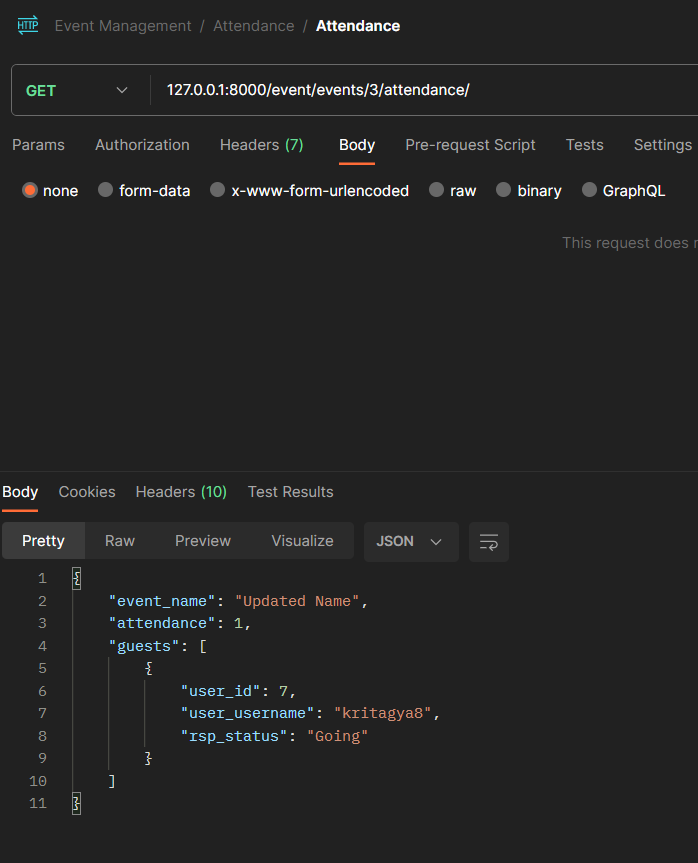 HTTP Event Management / Attendance / Attendance
GET 127.0.0.1:8000/event/events/3/attendance/
Params Authorization Headers (7) Body Pre-request Script Tests Settings
none form-data x-www-form-urlencoded raw binary GraphQL
This request does
Body Cookies Headers (10) Test Results
Pretty Raw Preview Visualize JSON
1 {
2 "event_name": "Updated Name",
3 "attendance": 1,
4 "guests": [
5 {
6 "user_id": 7,
7 "user_username": "kritagya8",
8 "rsp_status": "Going"
9 }
10 ]
11 }